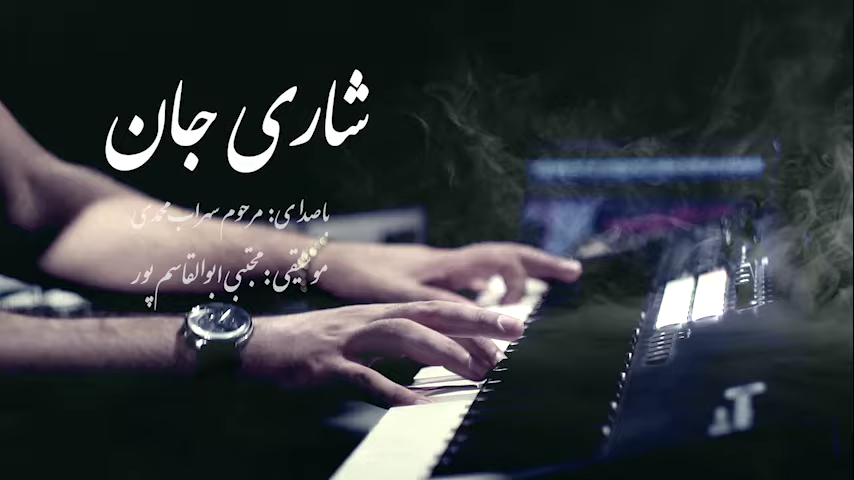 شاری جان
باصدای: مرحوم سهراب محمدی
موسیقی: مجتبی ابوالقاسم پور